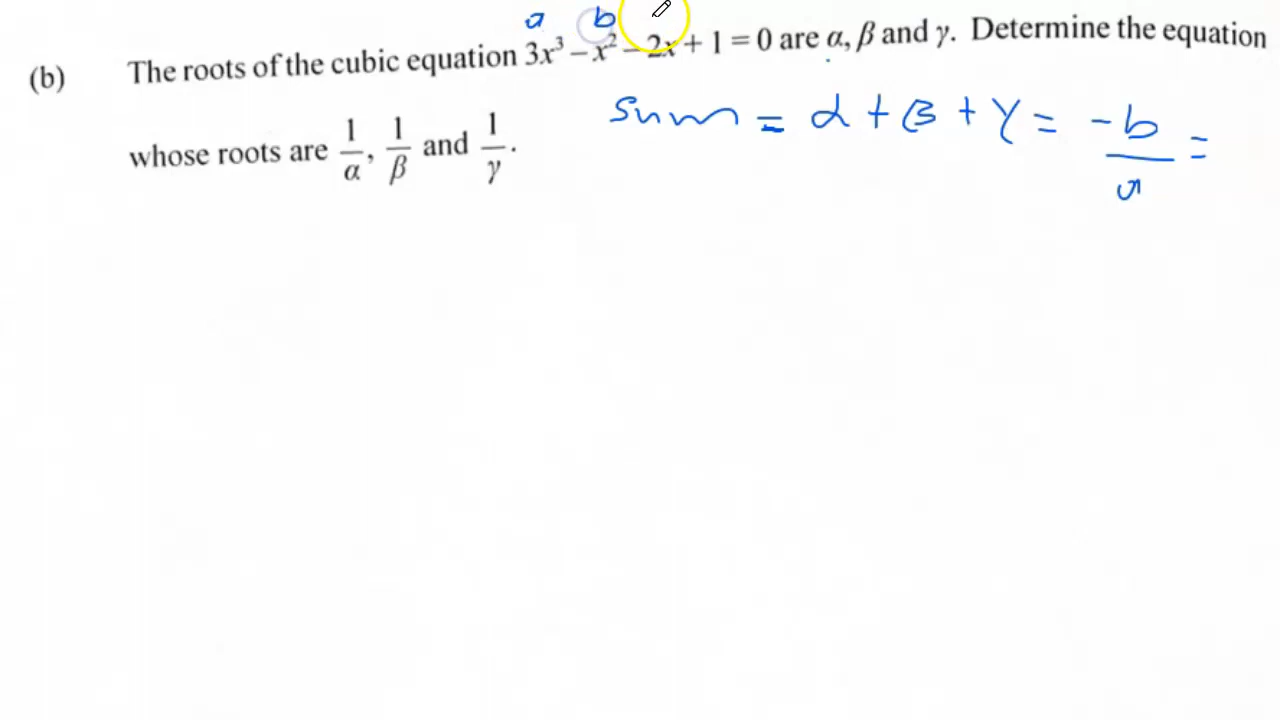 a b
(b) The roots of the cubic equation 3x³ − x² − 2x + 1 = 0 are α, β and γ. Determine the equation
sum = α + β + γ = -b/a =
whose roots are 1/α, 1/β and 1/γ.